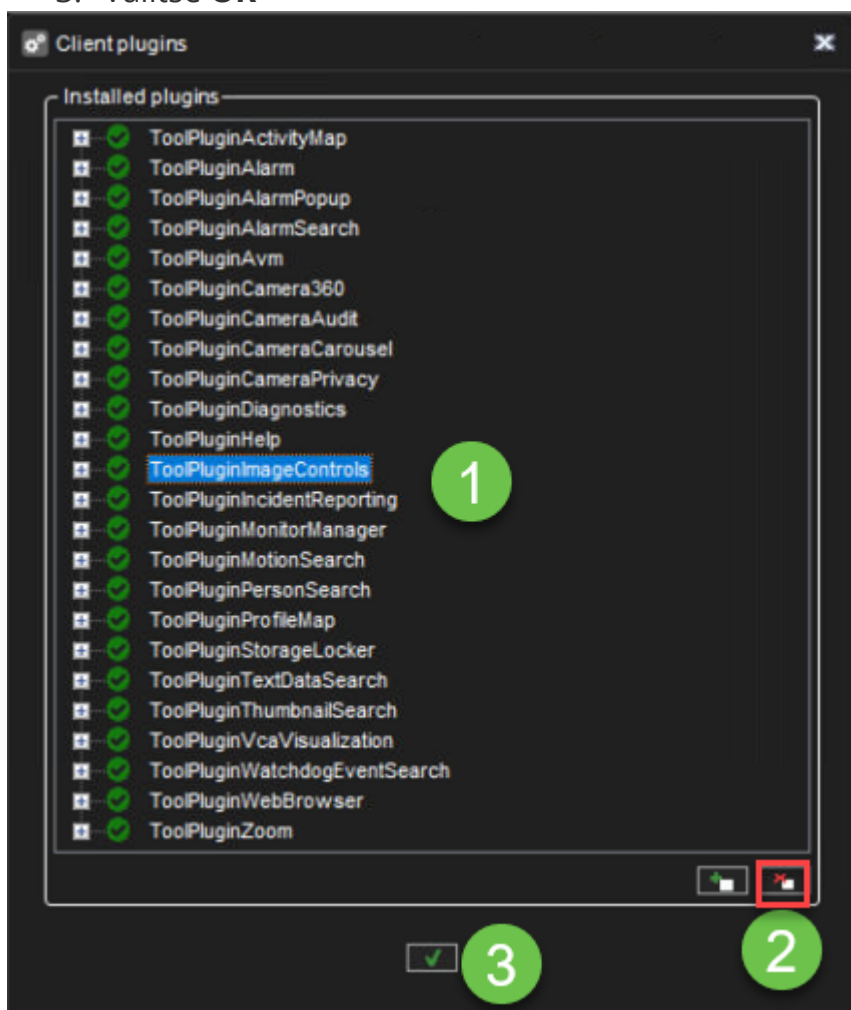 Client plugins
Installed plugins
ToolPluginActivityMap
ToolPluginAlarm
ToolPluginAlarmPopup
ToolPluginAlarmSearch
ToolPluginAvm
ToolPluginCamera360
ToolPluginCameraAudit
ToolPluginCameraCarousel
ToolPluginCameraPrivacy
ToolPluginDiagnostics
ToolPluginHelp
ToolPluginImageControls
1
ToolPluginIncidentReporting
ToolPluginMonitorManager
ToolPluginMotionSearch
ToolPluginPersonSearch
ToolPluginProfileMap
ToolPluginStorageLocker
ToolPluginTextDataSearch
ToolPluginThumbnailSearch
ToolPluginVcaVisualization
ToolPluginWatchdogEventSearch
ToolPluginWebBrowser
ToolPluginZoom
2
3